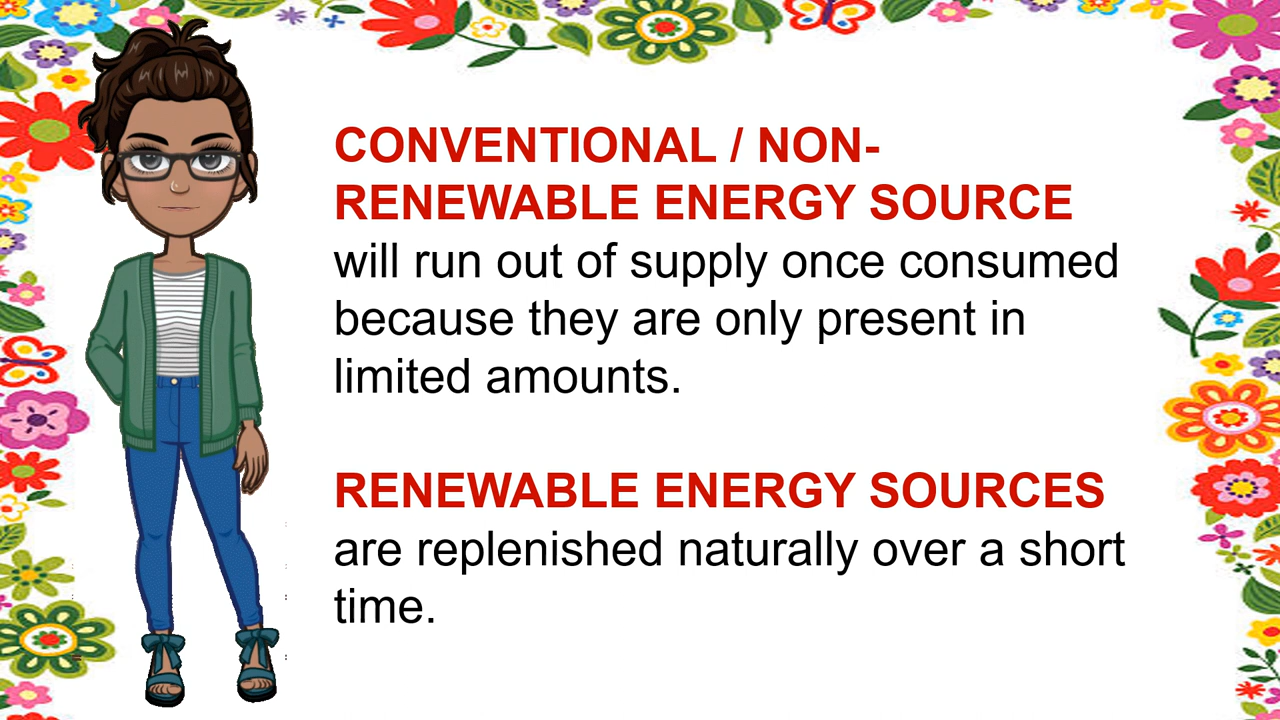 CONVENTIONAL / NON-
RENEWABLE ENERGY SOURCE
will run out of supply once consumed
because they are only present in
limited amounts.
RENEWABLE ENERGY SOURCES
are replenished naturally over a short
time.